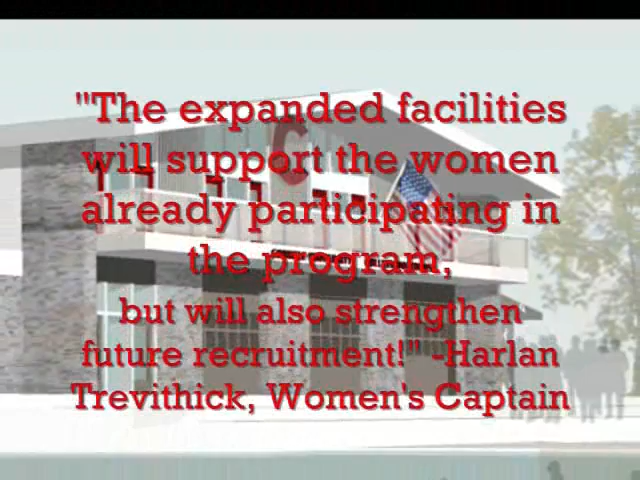 "The expanded facilities
will support the women
already participating in
the program,
but will also strengthen
future recruitment!" -Harlan
Trevithick, Women's Captain
C